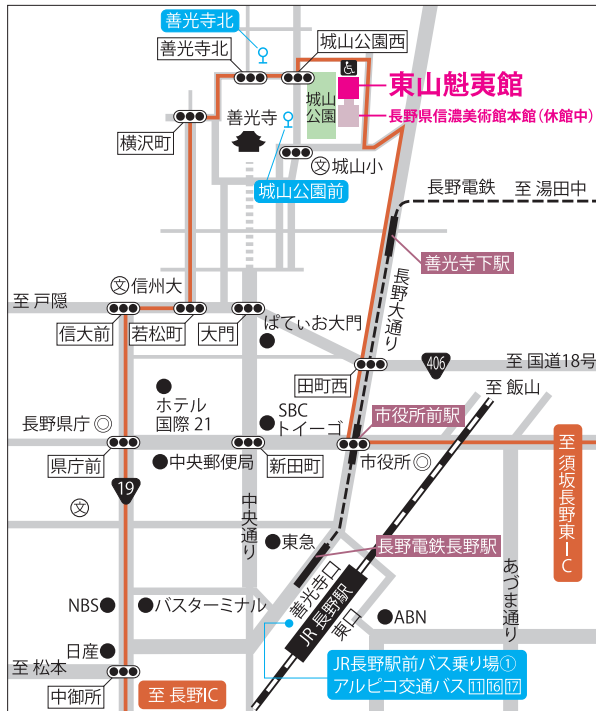 善光寺北
善光寺北
城山公園西
城山
公園
東山魁夷館
長野県信濃美術館本館（休館中）
横沢町
善光寺
文
城山小
城山公園前
長野電鉄
至 湯田中
善光寺下駅
長野大通り
文
信州大
至 戸隠
信大前
若松町
大門
ぱてぃお大門
田町西
406
至 国道18号
至 飯山
ホテル
国際 21
SBC
トイーゴ
市役所前駅
長野県庁
県庁前
中央郵便局
新田町
市役所
至 須坂長野東IC
19
文
中央通り
東急
長野電鉄長野駅
あづま通り
善光寺口
JR 長野駅
東口
NBS
バスターミナル
ABN
日産
至 松本
中御所
至 長野IC
JR長野駅前バス乗り場①
アルピコ交通バス 11 16 17